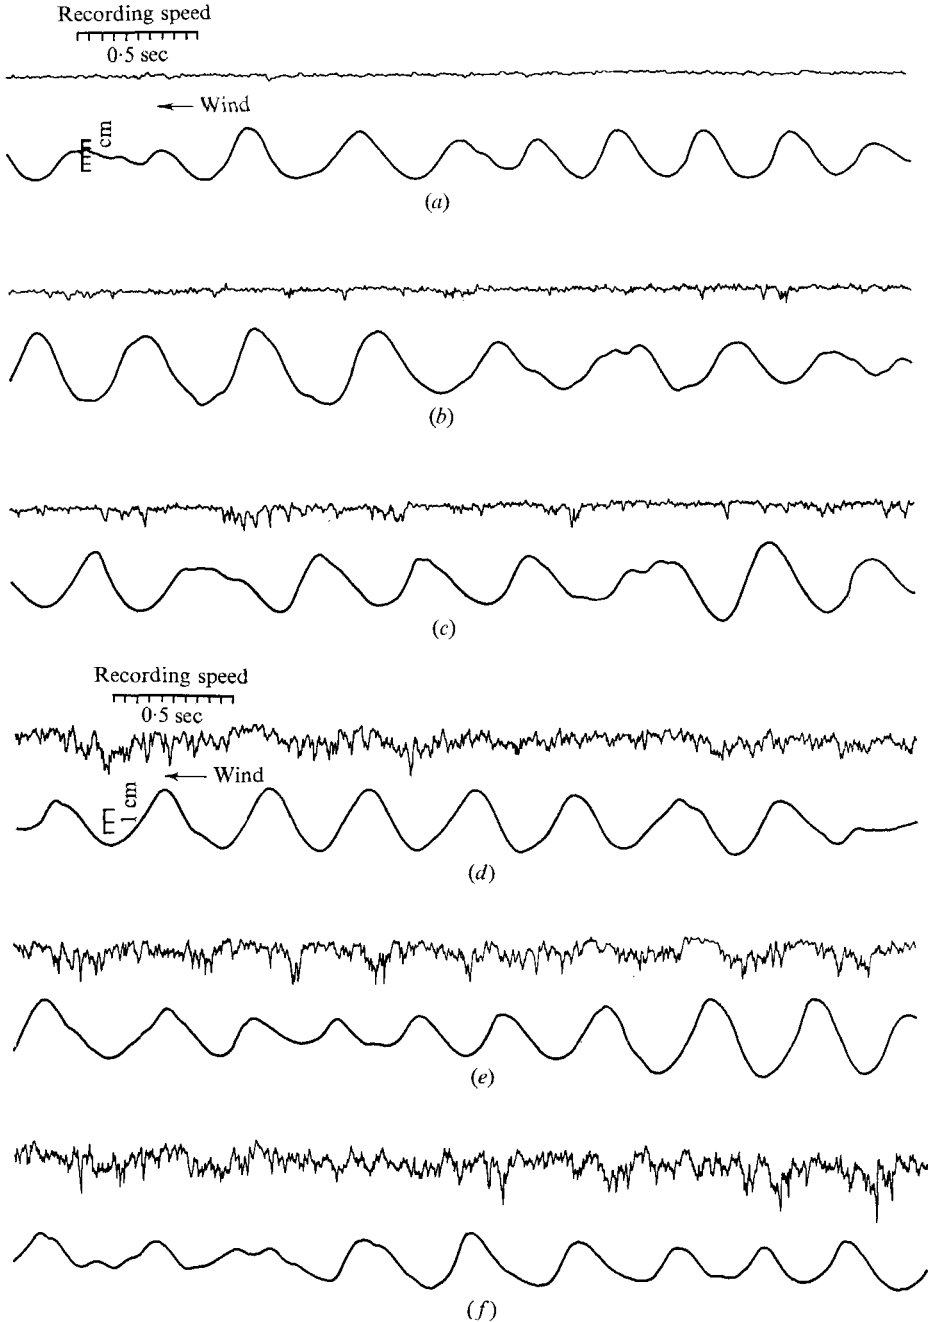 Recording speed
0·5 sec
← Wind
cm
(a)
(b)
(c)
Recording speed
0·5 sec
← Wind
1 cm
(d)
(e)
(f)